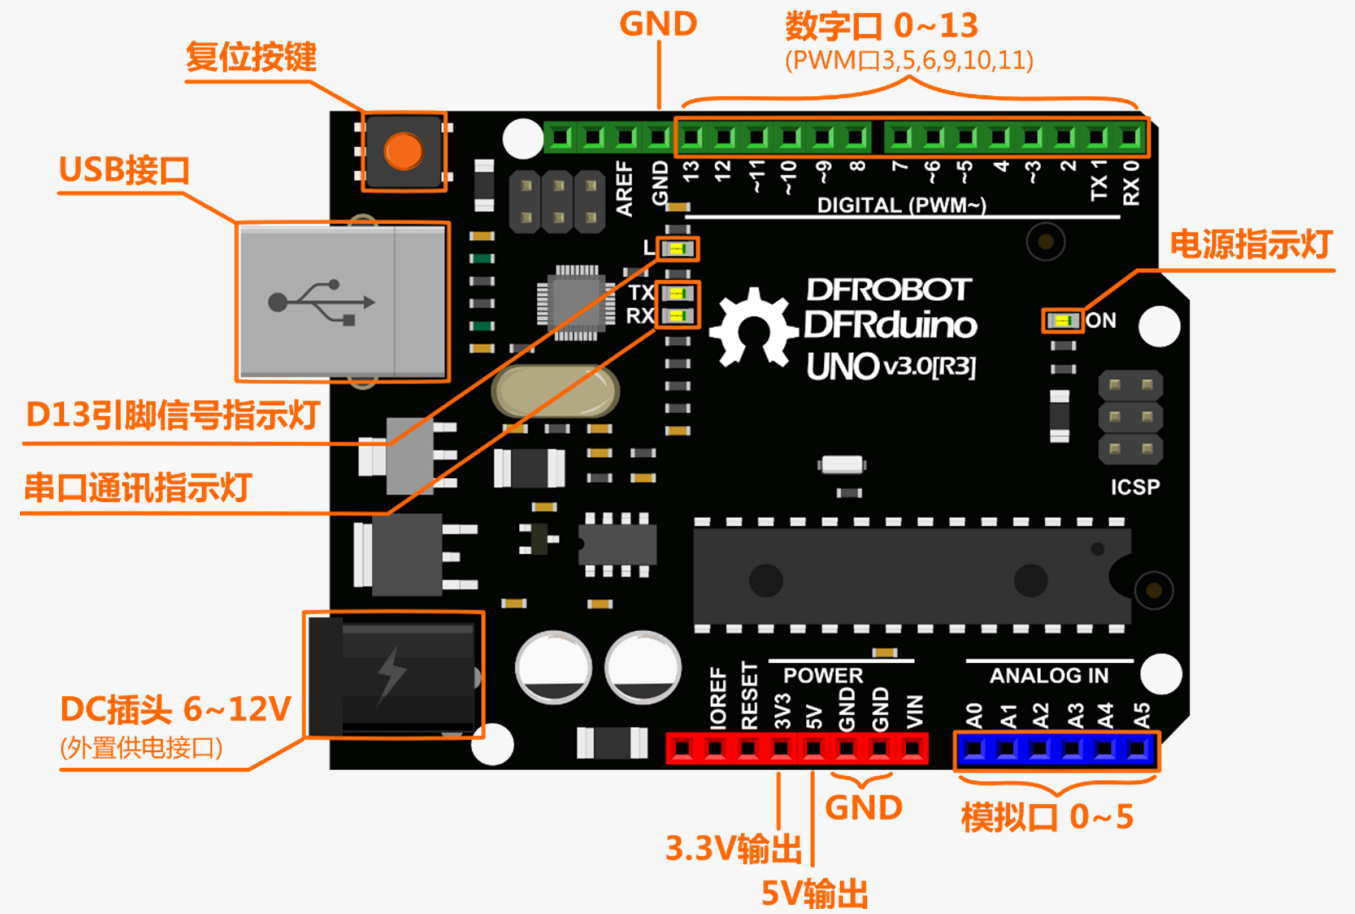 GND
数字口 0~13
(PWM口3,5,6,9,10,11)
复位按键
USB接口
AREF
GND
13
12
~11
~10
~9
8
7
~6
~5
4
~3
2
TX 1
RX 0
DIGITAL (PWM~)
电源指示灯
L
TX
RX
DFROBOT
DFRduino
UNO v3.0[R3]
ON
D13引脚信号指示灯
串口通讯指示灯
ICSP
DC插头 6~12V
(外置供电接口)
POWER
ANALOG IN
IOREF
RESET
3V3
5V
GND
GND
VIN
A0
A1
A2
A3
A4
A5
GND
模拟口 0~5
3.3V输出
5V输出